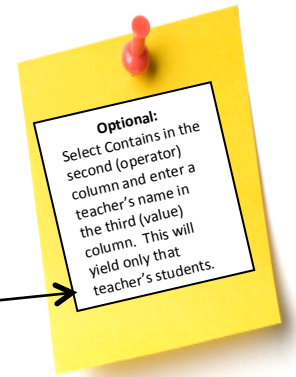 Optional:
Select Contains in the
second (operator)
column and enter a
teacher’s name in
the third (value)
column.  This will
yield only that
teacher’s students.